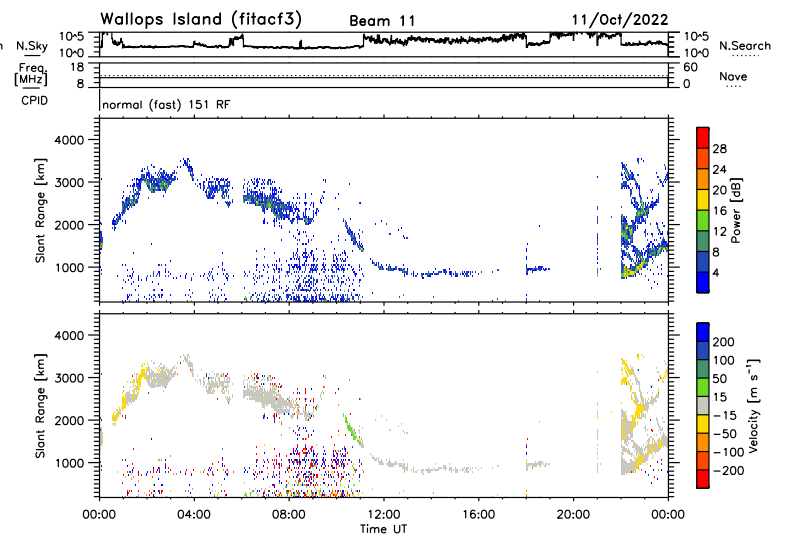 Wallops Island (fitacf3) Beam 11 11/Oct/2022
n N.Sky 10^5 10^5 N.Search
10^0 10^0
Freq. 18 60 Nave
[MHz] 8 0
CPID normal (fast) 151 RF
Slant Range [km]
4000
3000
2000
1000
28
24
20
16
12
8
4
Power [dB]
Slant Range [km]
4000
3000
2000
1000
200
100
50
15
-15
-50
-100
-200
Velocity [m s⁻¹]
00:00 04:00 08:00 12:00 16:00 20:00 00:00
Time UT